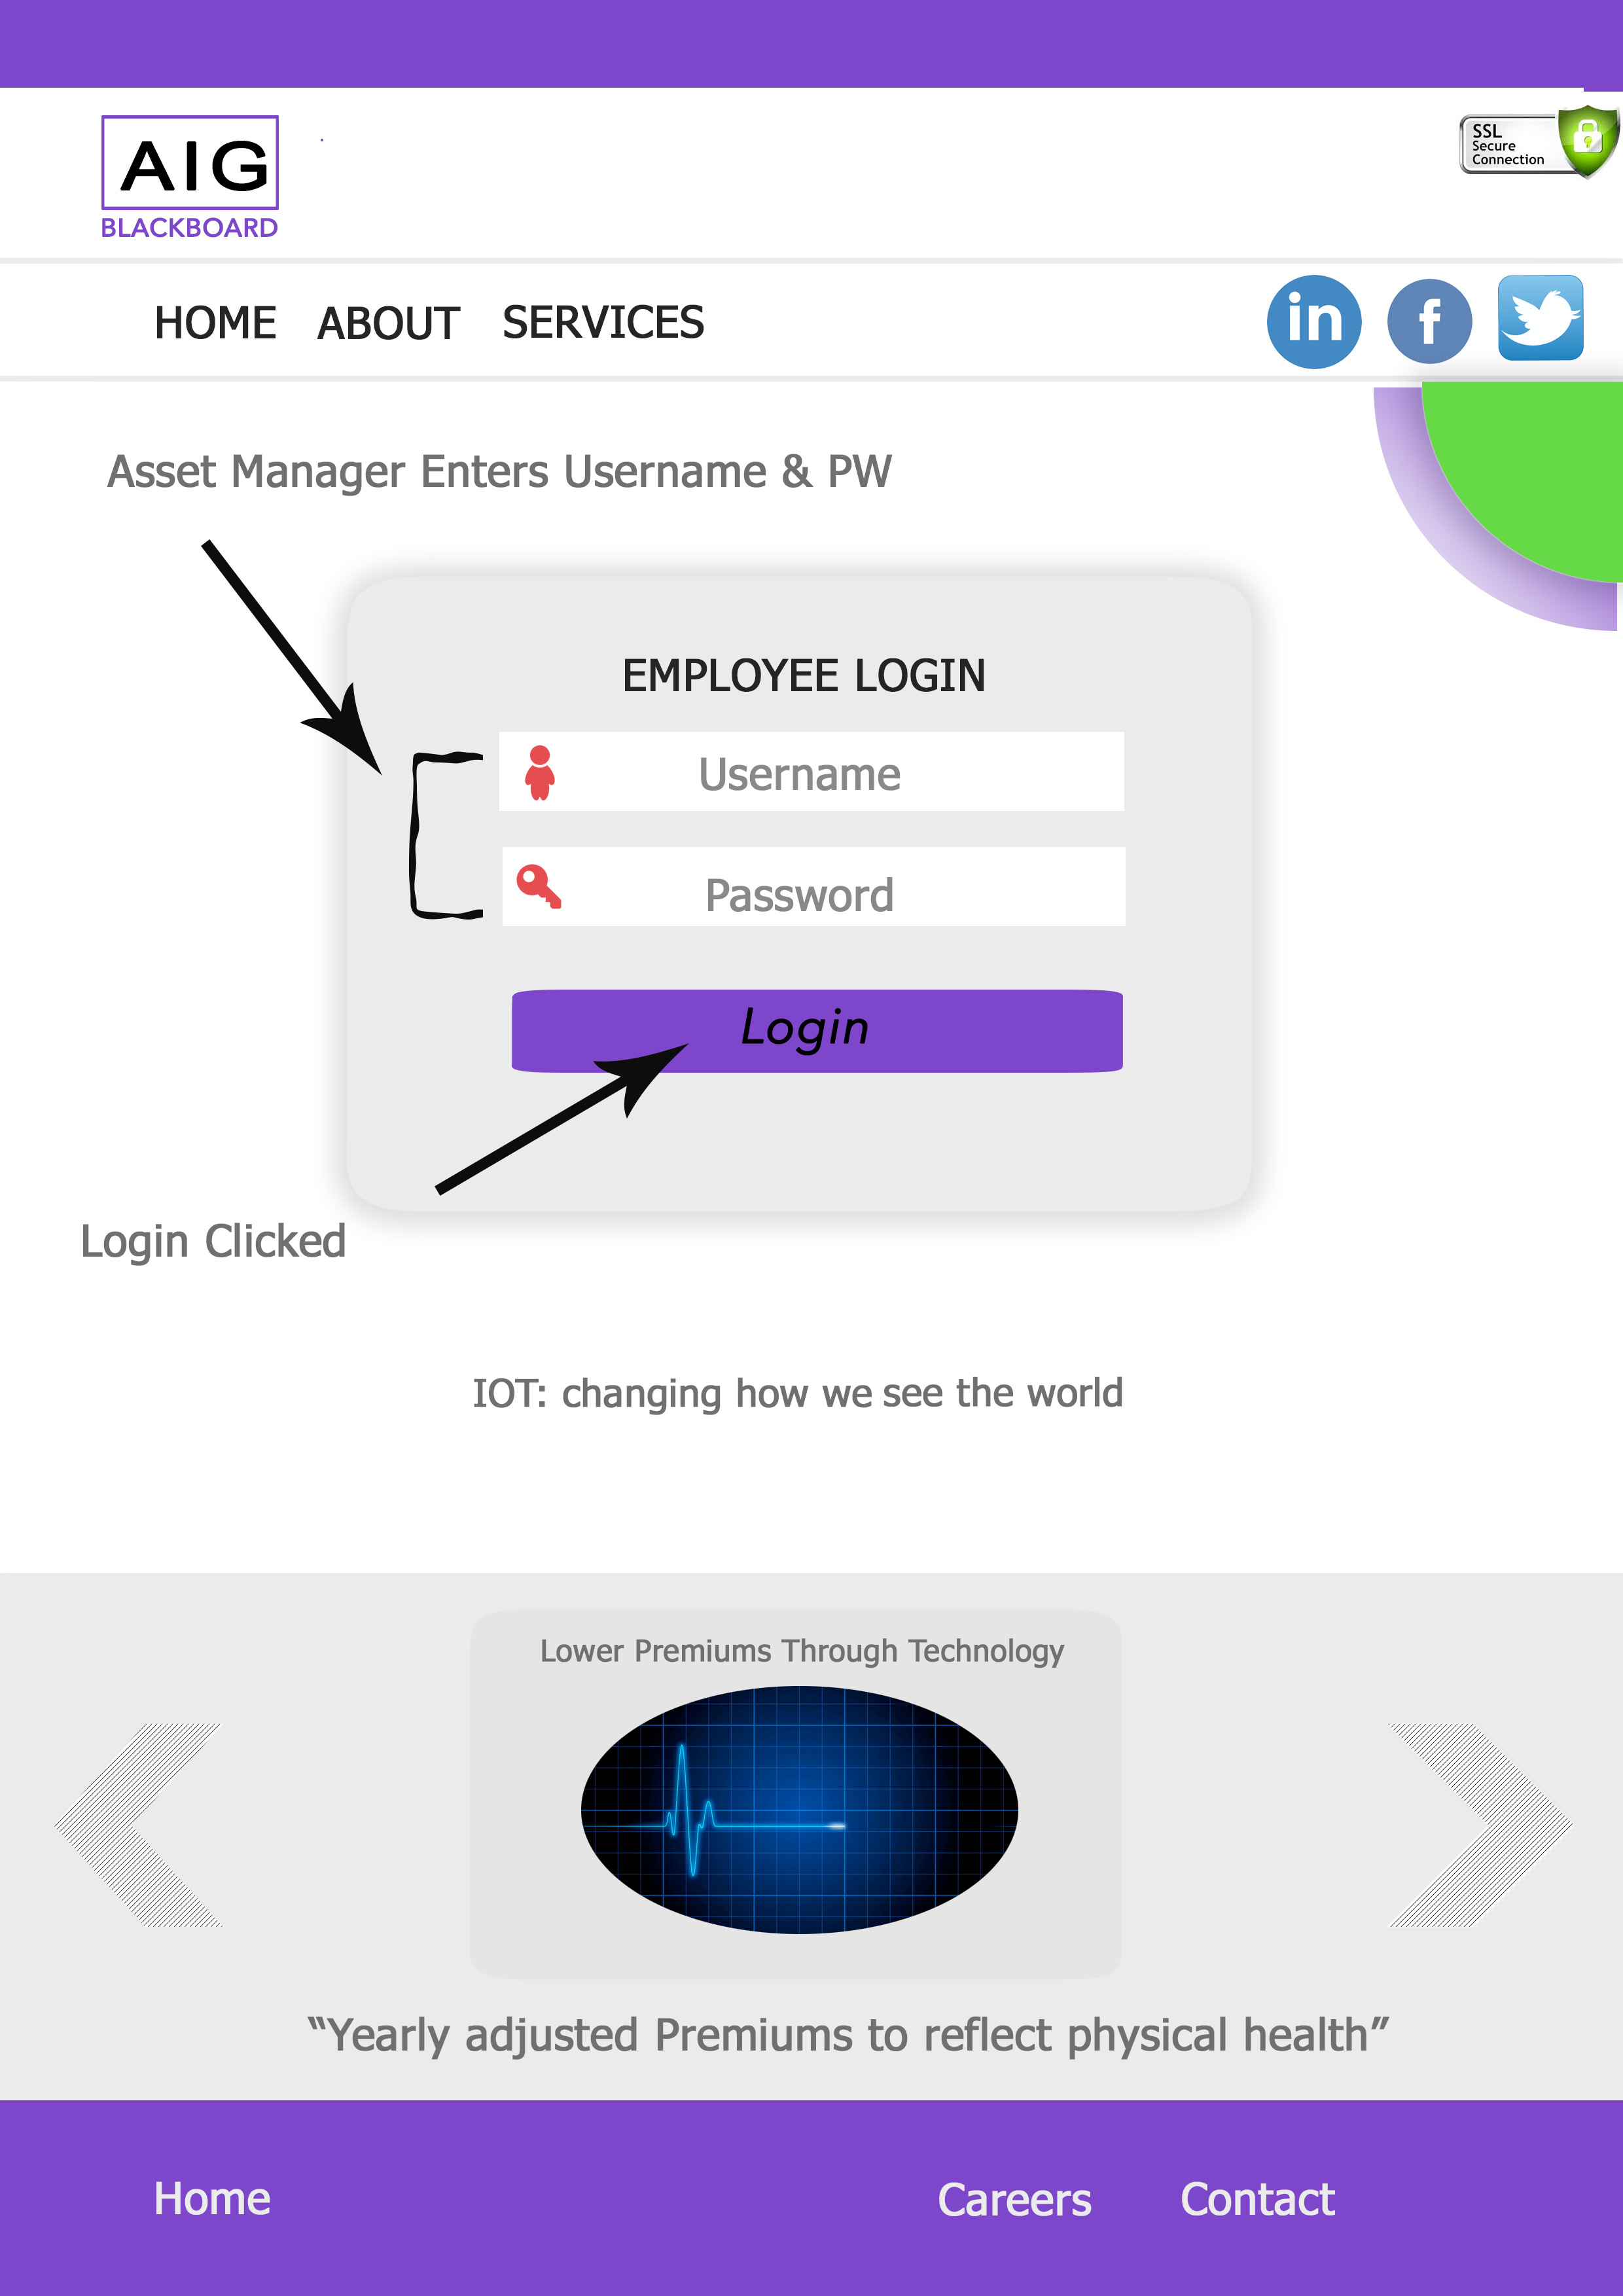 AIG
BLACKBOARD
SSL
Secure
Connection
HOME ABOUT SERVICES
in f
Asset Manager Enters Username & PW
EMPLOYEE LOGIN
Username
Password
Login
Login Clicked
IOT: changing how we see the world
Lower Premiums Through Technology
“Yearly adjusted Premiums to reflect physical health”
Home Careers Contact